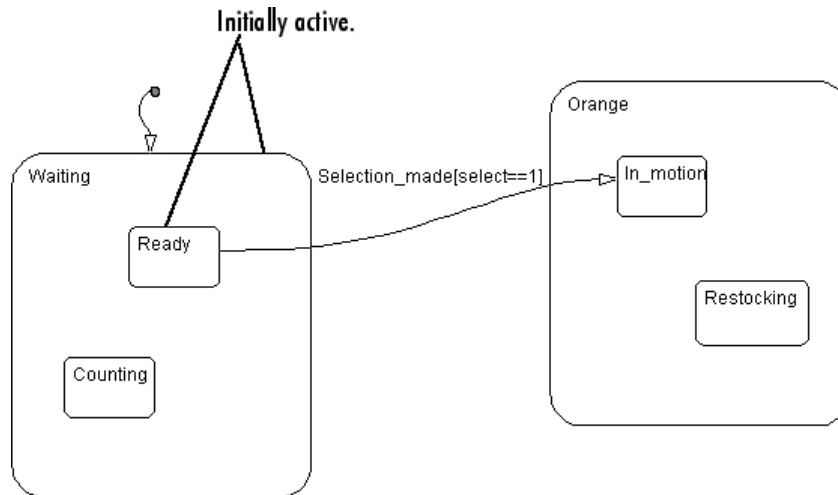 Initially active.
Orange
Waiting
Selection_made[select==1]
In_motion
Ready
Restocking
Counting